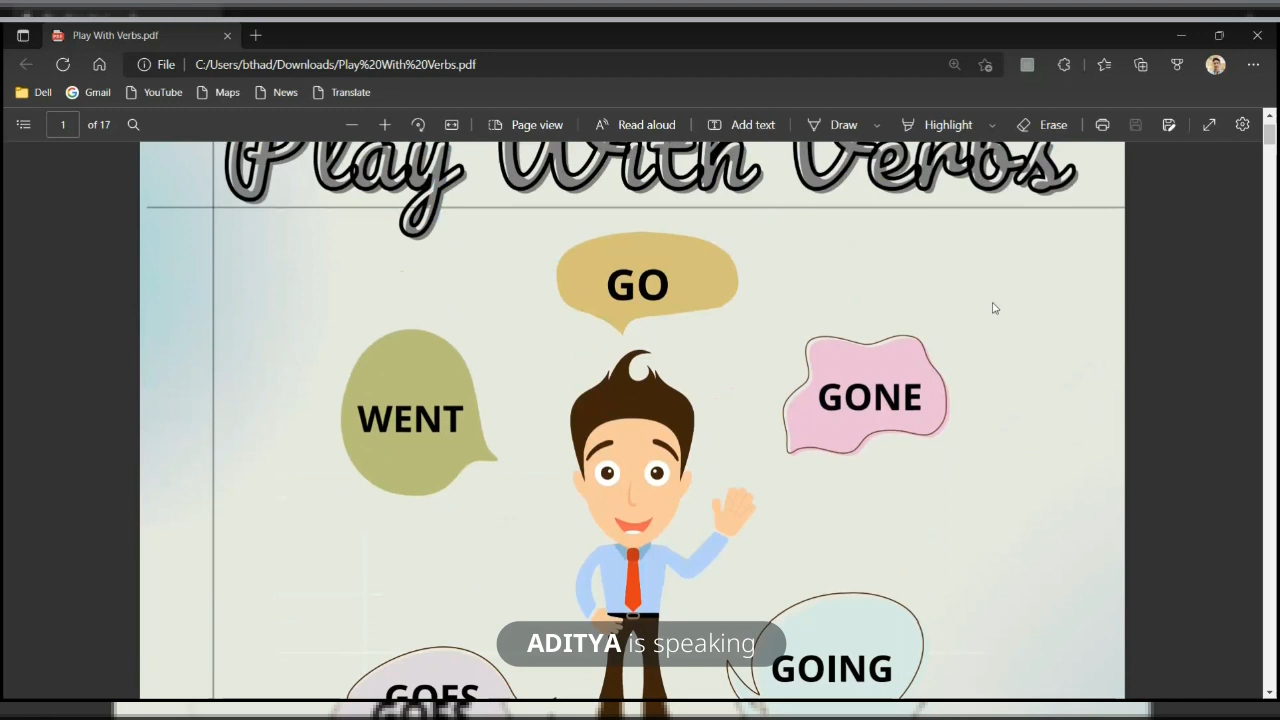 Play With Verbs.pdf
File C:/Users/bthad/Downloads/Play%20With%20Verbs.pdf
Dell Gmail YouTube Maps News Translate
1 of 17 Page view Read aloud Add text Draw Highlight Erase
Play With Verbs
GO
WENT
GONE
ADITYA is speaking
GOING
GOES